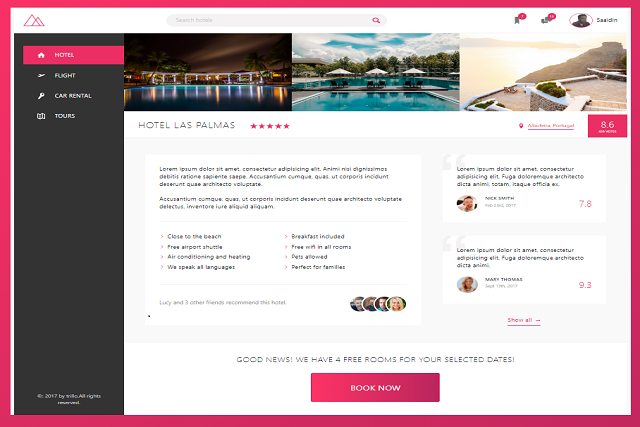 Search hotels
7
13
Saaidin
HOTEL
FLIGHT
CAR RENTAL
TOURS
HOTEL LAS PALMAS
Albufeira, Portugal
8.6
Lorem ipsum dolor sit amet, consectetur adipisicing elit. Animi nisi dignissimos
debitis ratione sapiente saepe. Accusantium cumque, quas, ut corporis incidunt
deserunt quae architecto voluptate.
Accusantium cumque, quas, ut corporis incidunt deserunt quae architecto voluptate
delectus, inventore iure aliquid aliquam.
Close to the beach
Breakfast included
Free airport shuttle
Free wifi in all rooms
Air conditioning and heating
Pets allowed
We speak all languages
Perfect for families
Lucy and 3 other friends recommend this hotel.
Lorem ipsum dolor sit amet, consectetur
adipisicing elit. Fuga doloremque architecto
dicta animi, totam, itaque officia ex.
NICK SMITH
Feb 23rd, 2017
7.8
Lorem ipsum dolor sit amet, consectetur
adipisicing elit. Fuga doloremque architecto
dicta animi.
MARY THOMAS
Sept 13th, 2017
9.3
Show all →
GOOD NEWS! WE HAVE 4 FREE ROOMS FOR YOUR SELECTED DATES!
BOOK NOW
©: 2017 by trillo.All rights
reserved.